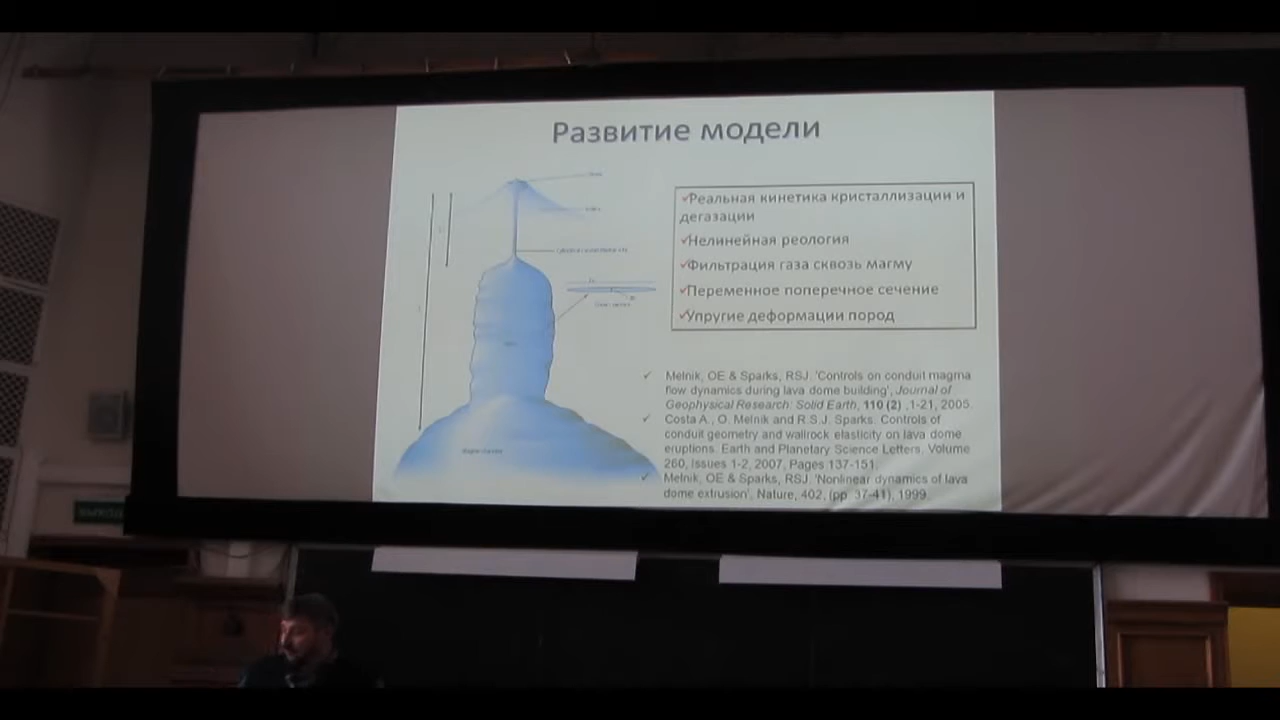 Развитие модели
Реальная кинетика кристаллизации и
дегазации
Нелинейная реология
Фильтрация газа сквозь магму
Переменное поперечное сечение
Упругие деформации пород
Melnik, OE & Sparks, RSJ. 'Controls on conduit magma
flow dynamics during lava dome building', Journal of
Geophysical Research: Solid Earth, 110 (2) ,1-21, 2005.
Costa A., O. Melnik and R.S.J. Sparks. Controls of
conduit geometry and wallrock elasticity on lava dome
eruptions. Earth and Planetary Science Letters. Volume
260, Issues 1-2, 2007, Pages 137-151.
Melnik, OE & Sparks, RSJ. 'Nonlinear dynamics of lava
dome extrusion', Nature, 402, (pp. 37-41), 1999
ВЫХОД